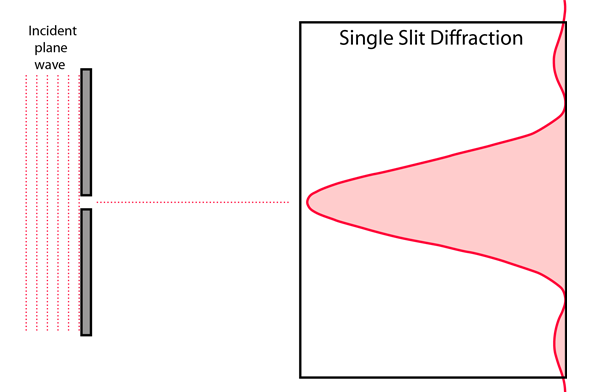 Incident
plane
wave
Single Slit Diffraction